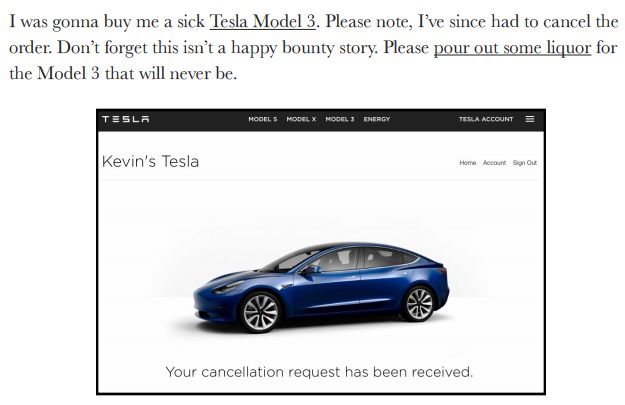 I was gonna buy me a sick Tesla Model 3. Please note, I’ve since had to cancel the
order. Don’t forget this isn’t a happy bounty story. Please pour out some liquor for
the Model 3 that will never be.
TESLA MODEL S MODEL X MODEL 3 ENERGY TESLA ACCOUNT
Kevin's Tesla Home Account Sign Out
Your cancellation request has been received.